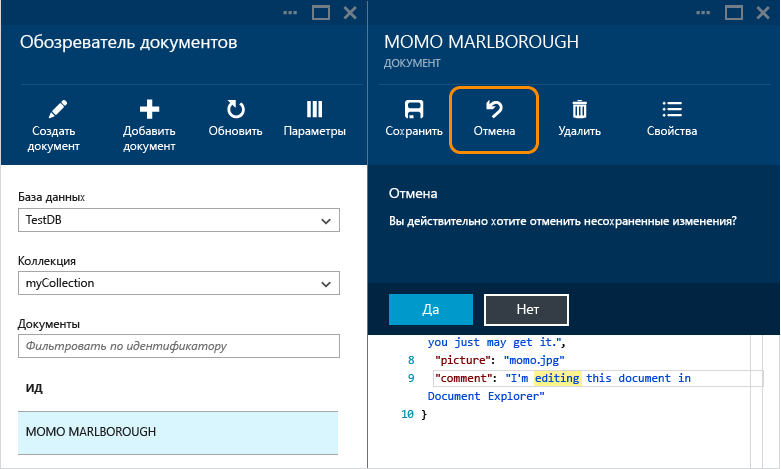 Обозреватель документов
Создать
документ
Добавить
документ
Обновить
Параметры
База данных
TestDB
Коллекция
myCollection
Документы
Фильтровать по идентификатору
ИД
MOMO MARLBOROUGH
MOMO MARLBOROUGH
ДОКУМЕНТ
Сохранить
Отмена
Удалить
Свойства
Отмена
Вы действительно хотите отменить несохраненные изменения?
Да
Нет
you just may get it.",
8 "picture": "momo.jpg"
9 "comment": "I'm editing this document in
Document Explorer"
10 }